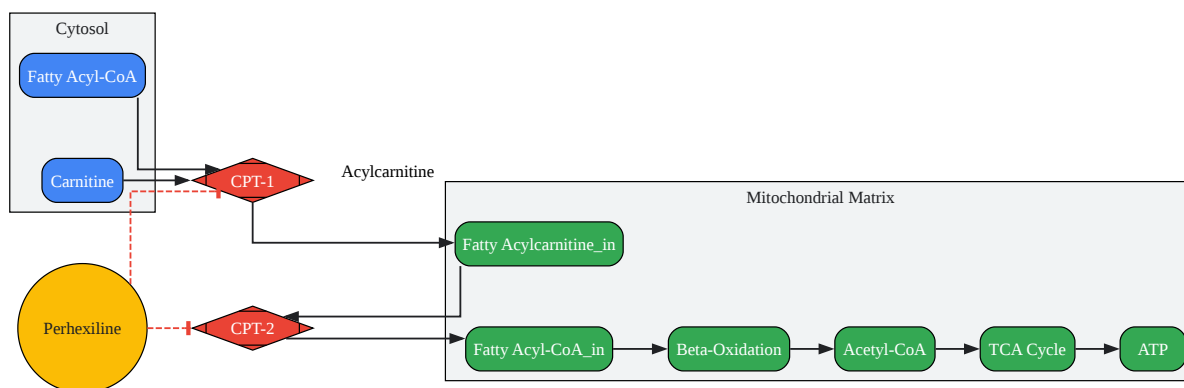 Cytosol
Fatty Acyl-CoA
Carnitine
CPT-1
Acylcarnitine
Mitochondrial Matrix
Fatty Acylcarnitine_in
Perhexiline
CPT-2
Fatty Acyl-CoA_in
Beta-Oxidation
Acetyl-CoA
TCA Cycle
ATP